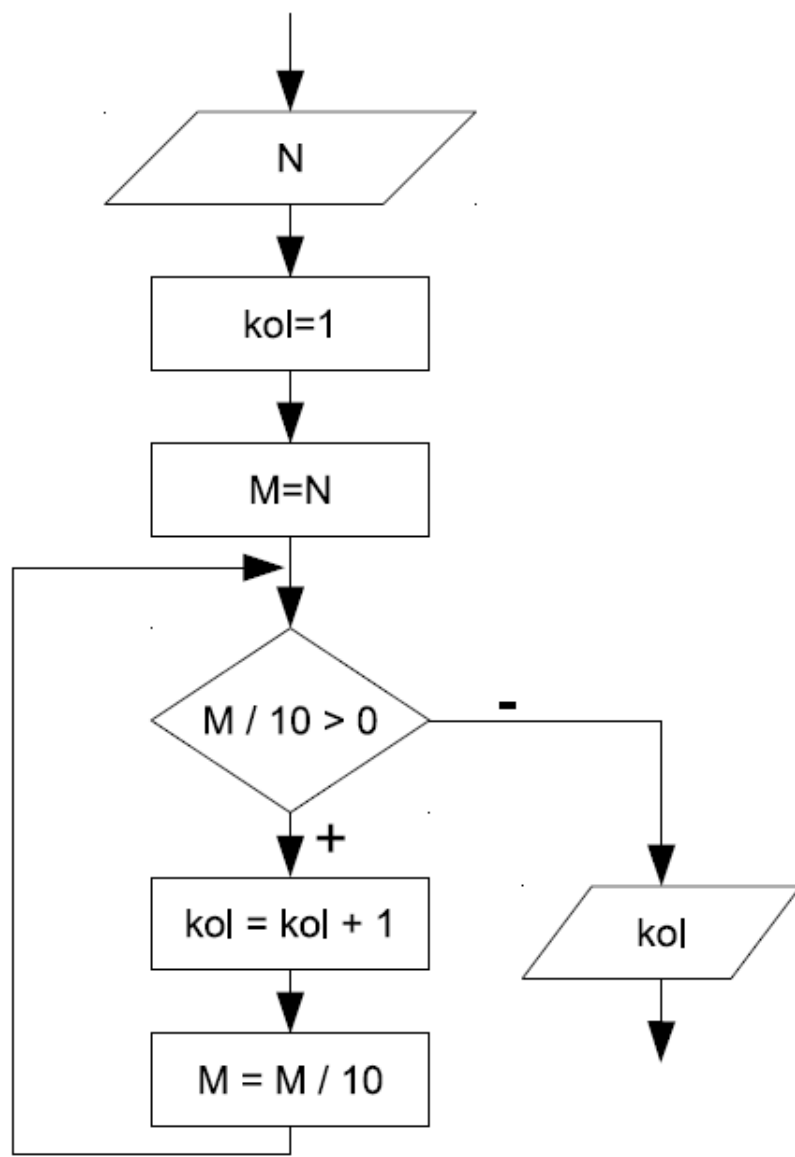 N
kol=1
M=N
M / 10 > 0
-
+
kol = kol + 1
kol
M = M / 10